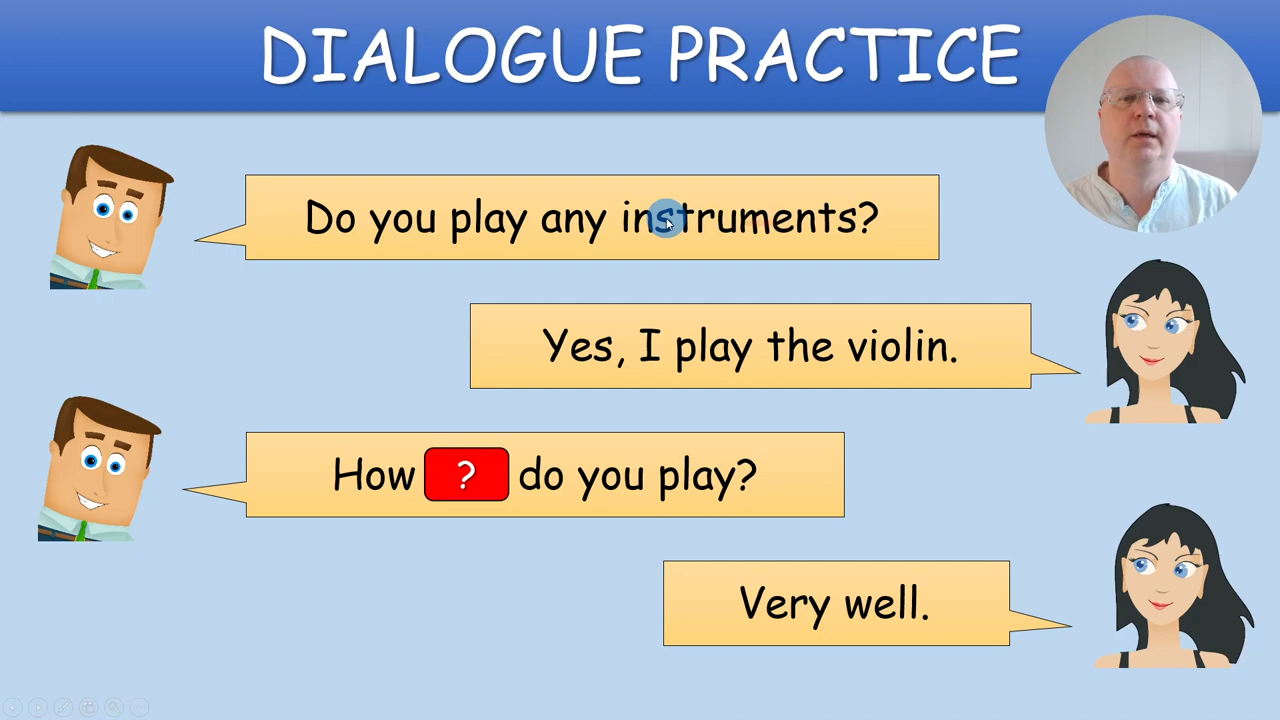 DIALOGUE PRACTICE
Do you play any instruments?
Yes, I play the violin.
How ? do you play?
Very well.